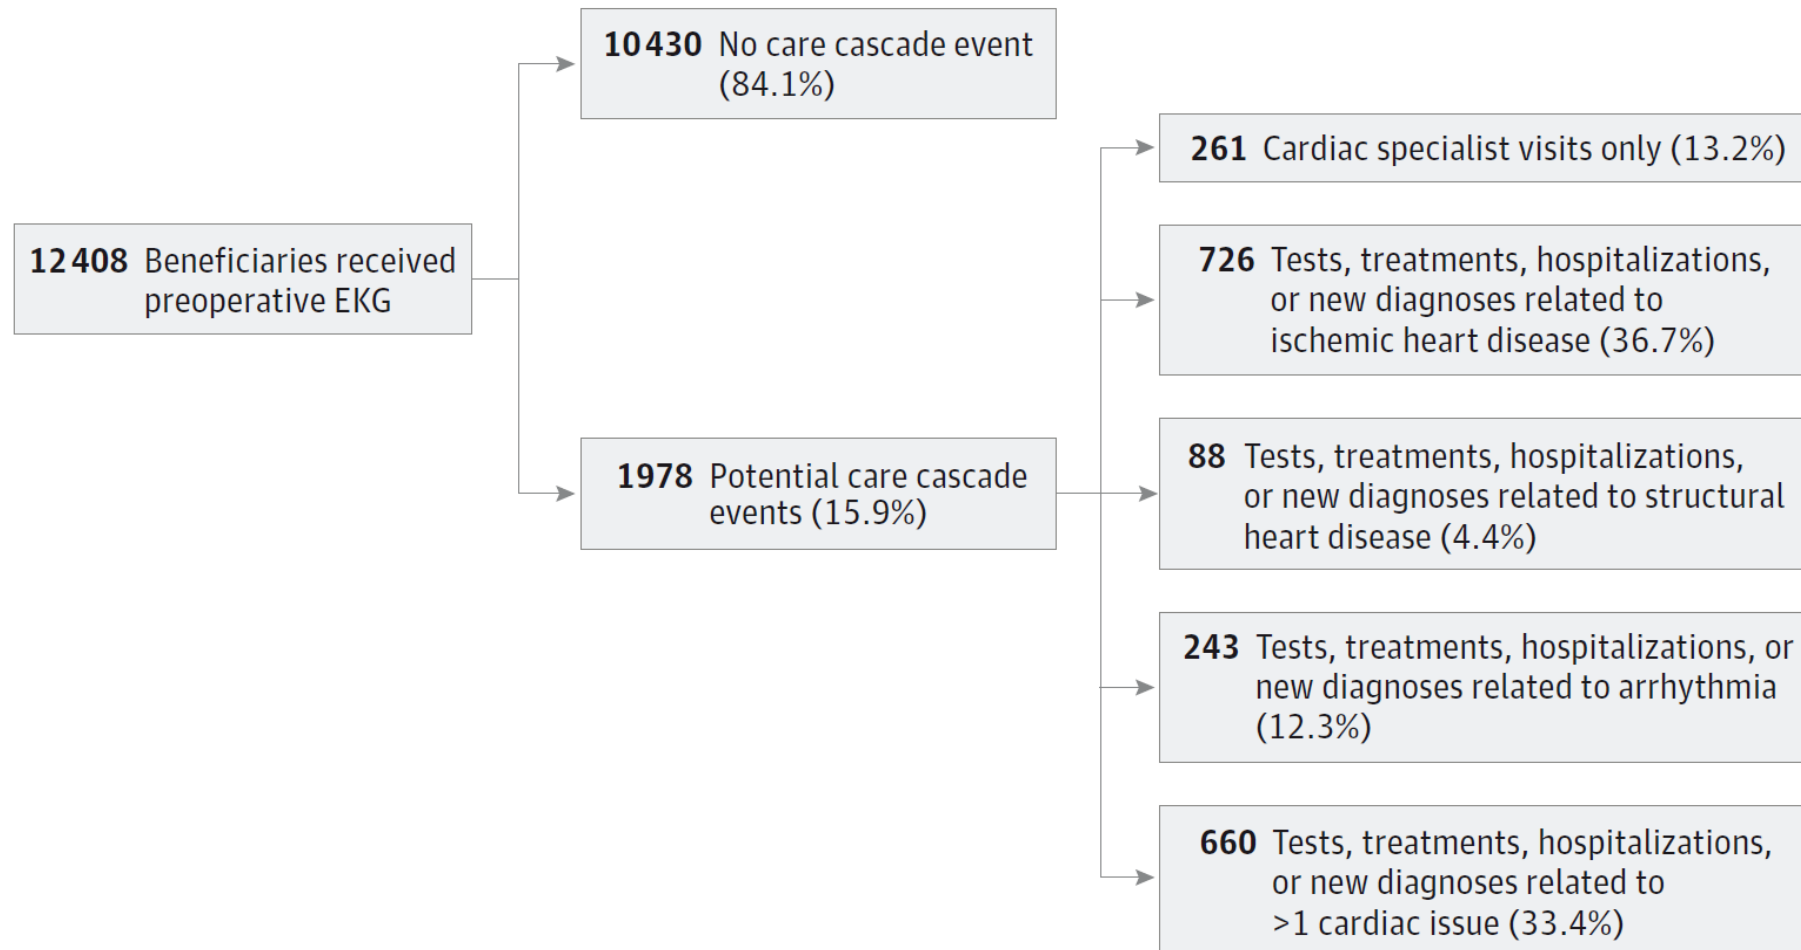 12 408 Beneficiaries received
preoperative EKG
10 430 No care cascade event
(84.1%)
1978 Potential care cascade
events (15.9%)
261 Cardiac specialist visits only (13.2%)
726 Tests, treatments, hospitalizations,
or new diagnoses related to
ischemic heart disease (36.7%)
88 Tests, treatments, hospitalizations,
or new diagnoses related to structural
heart disease (4.4%)
243 Tests, treatments, hospitalizations, or
new diagnoses related to arrhythmia
(12.3%)
660 Tests, treatments, hospitalizations,
or new diagnoses related to
>1 cardiac issue (33.4%)